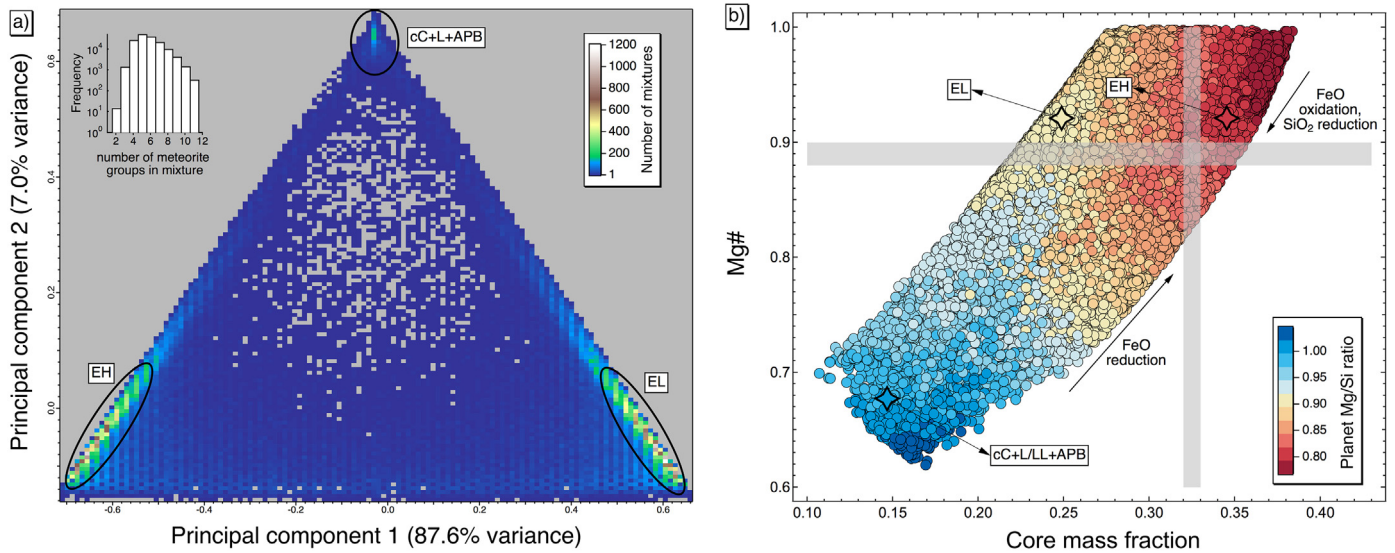 a)
Frequency
10^4
10^3
10^2
10^1
10^0
2 4 6 8 10 12
number of meteorite
groups in mixture
cC+L+APB
1200
1000
800
600
400
200
1
Number of mixtures
EH
EL
Principal component 2 (7.0% variance)
0.6
0.4
0.2
0.0
-0.6 -0.4 -0.2 0.0 0.2 0.4 0.6
Principal component 1 (87.6% variance)
b)
Mg#
1.0
0.9
0.8
0.7
0.6
EL
EH
FeO
oxidation,
SiO₂ reduction
FeO
reduction
cC+L/LL+APB
1.00
0.95
0.90
0.85
0.80
Planet Mg/Si ratio
0.10 0.15 0.20 0.25 0.30 0.35 0.40
Core mass fraction